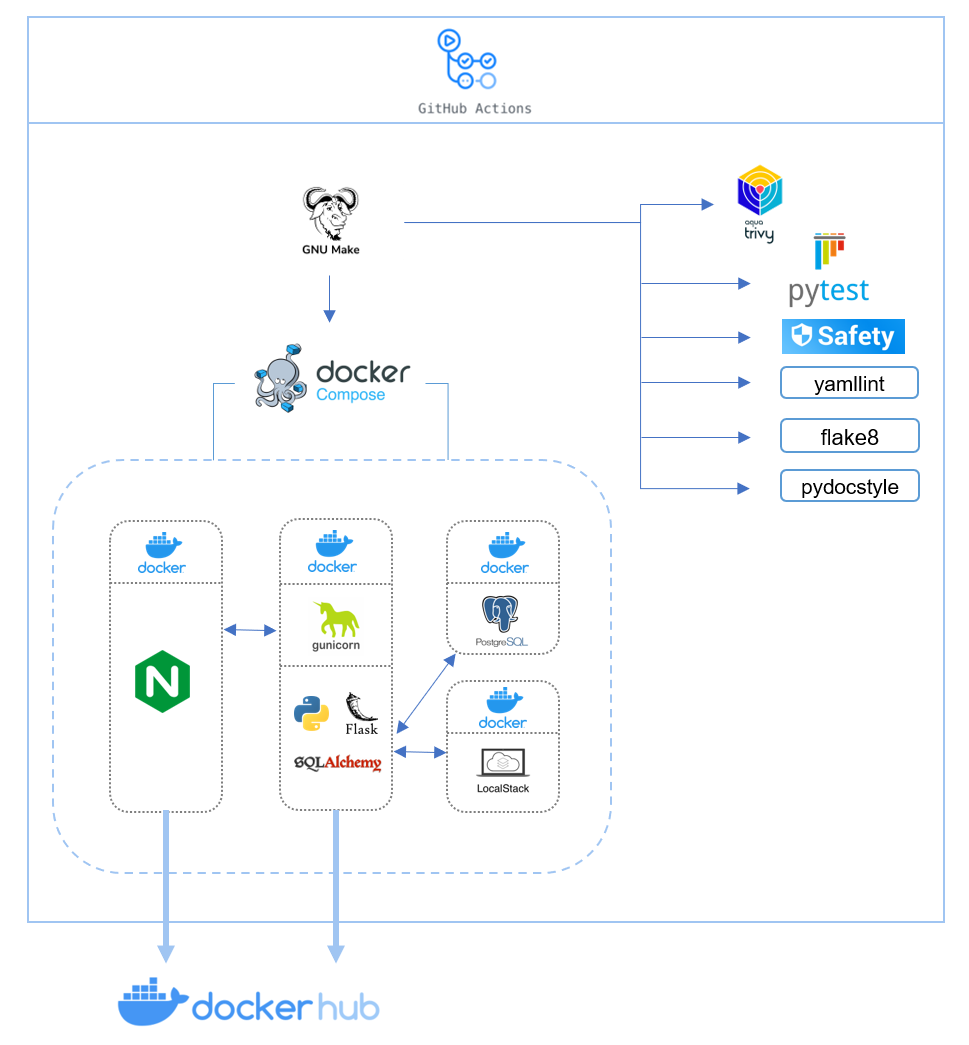 GitHub Actions
GNU Make
aqua
trivy
pytest
Safety
yamllint
flake8
pydocstyle
docker
Compose
docker
N
docker
gunicorn
Flask
SQLAlchemy
docker
PostgreSQL
docker
LocalStack
docker hub